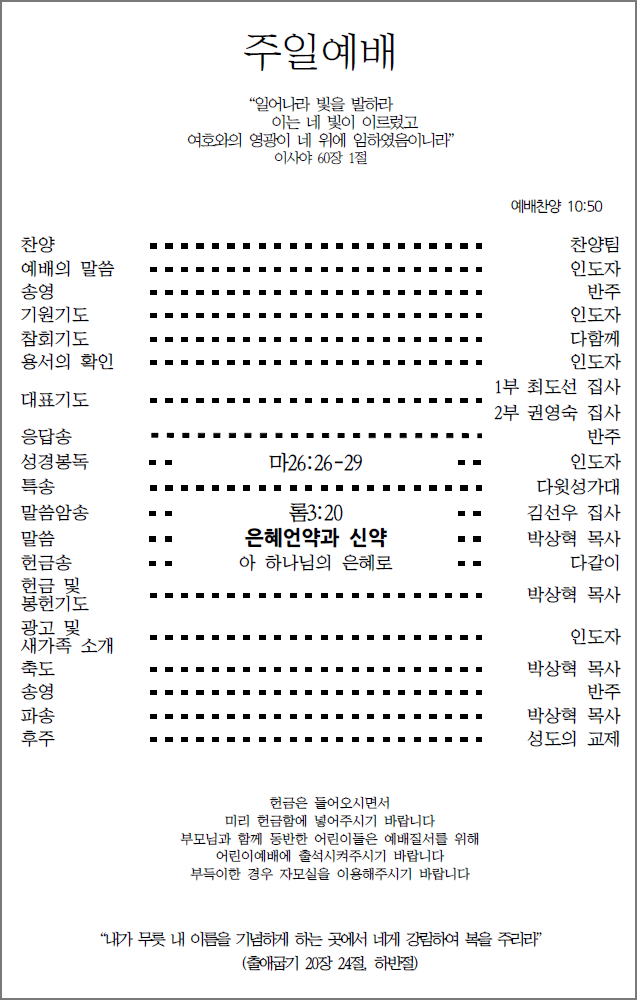 주일예배
“일어나라 빛을 발하라
이는 네 빛이 이르렀고
여호와의 영광이 네 위에 임하였음이니라”
이사야 60장 1절
예배찬양 10:50
찬양 찬양팀
예배의 말씀 인도자
송영 반주
기원기도 인도자
참회기도 다함께
용서의 확인 인도자
대표기도 1부 최도선 집사
2부 권영숙 집사
응답송 반주
성경봉독 마26:26-29 인도자
특송 다윗성가대
말씀암송 롬3:20 김선우 집사
말씀 은혜언약과 신약 박상혁 목사
헌금송 아 하나님의 은혜로 다같이
헌금 및
봉헌기도 박상혁 목사
광고 및
새가족 소개 인도자
축도 박상혁 목사
송영 반주
파송 박상혁 목사
후주 성도의 교제
헌금은 들어오시면서
미리 헌금함에 넣어주시기 바랍니다
부모님과 함께 동반한 어린이들은 예배질서를 위해
어린이예배에 출석시켜주시기 바랍니다
부득이한 경우 자모실을 이용해주시기 바랍니다
“내가 무릇 내 이름을 기념하게 하는 곳에서 네게 강림하여 복을 주리라”
(출애굽기 20장 24절, 하반절)